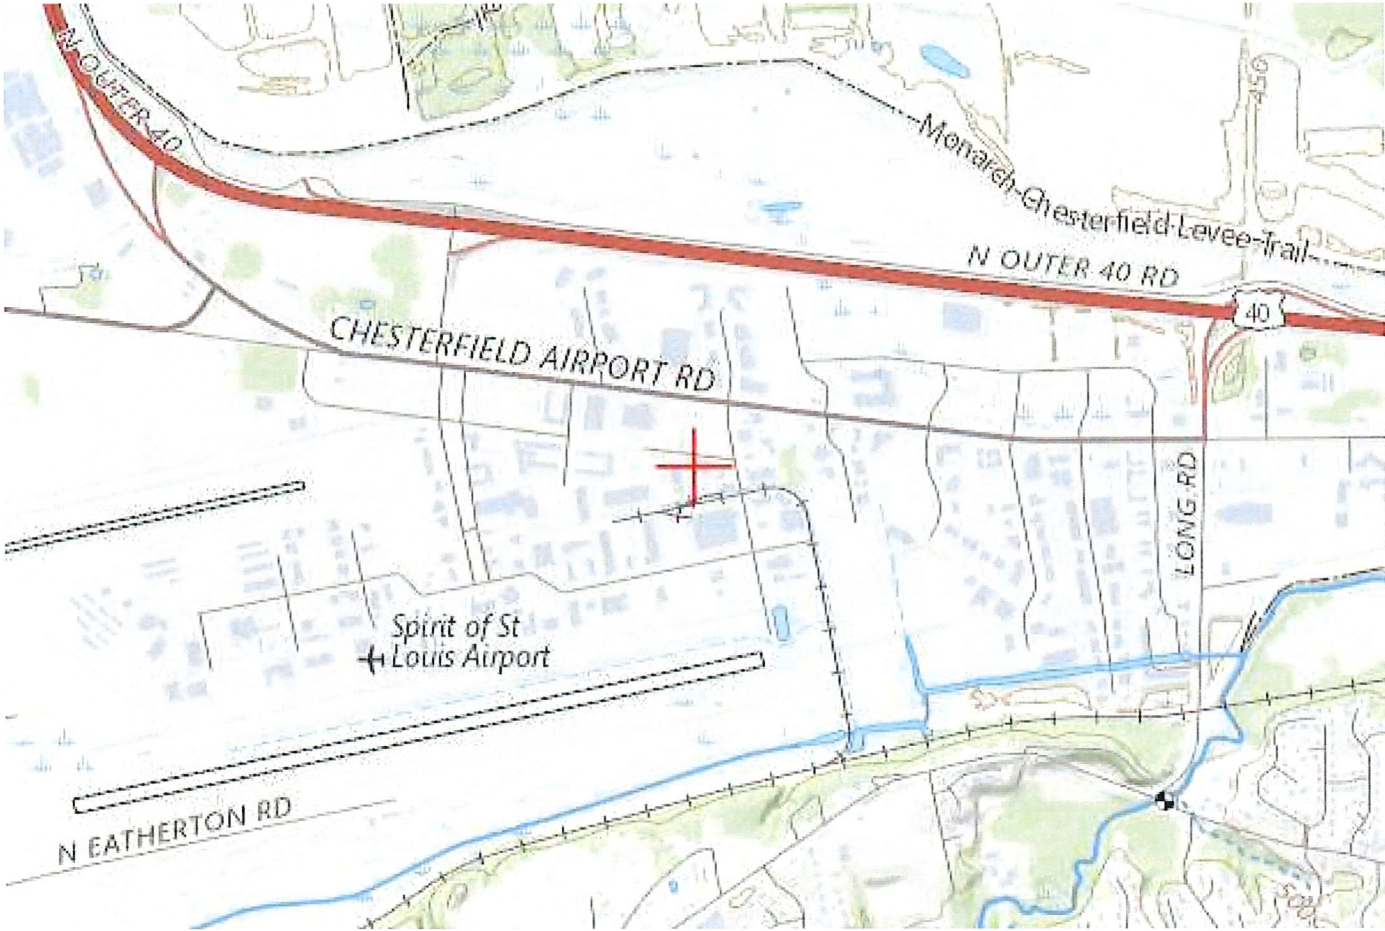 N OUTER 40
450
Monarch-Chesterfield-Levee-Trail
N OUTER 40 RD
40
CHESTERFIELD AIRPORT RD
LONG RD
Spirit of St
Louis Airport
N EATHERTON RD